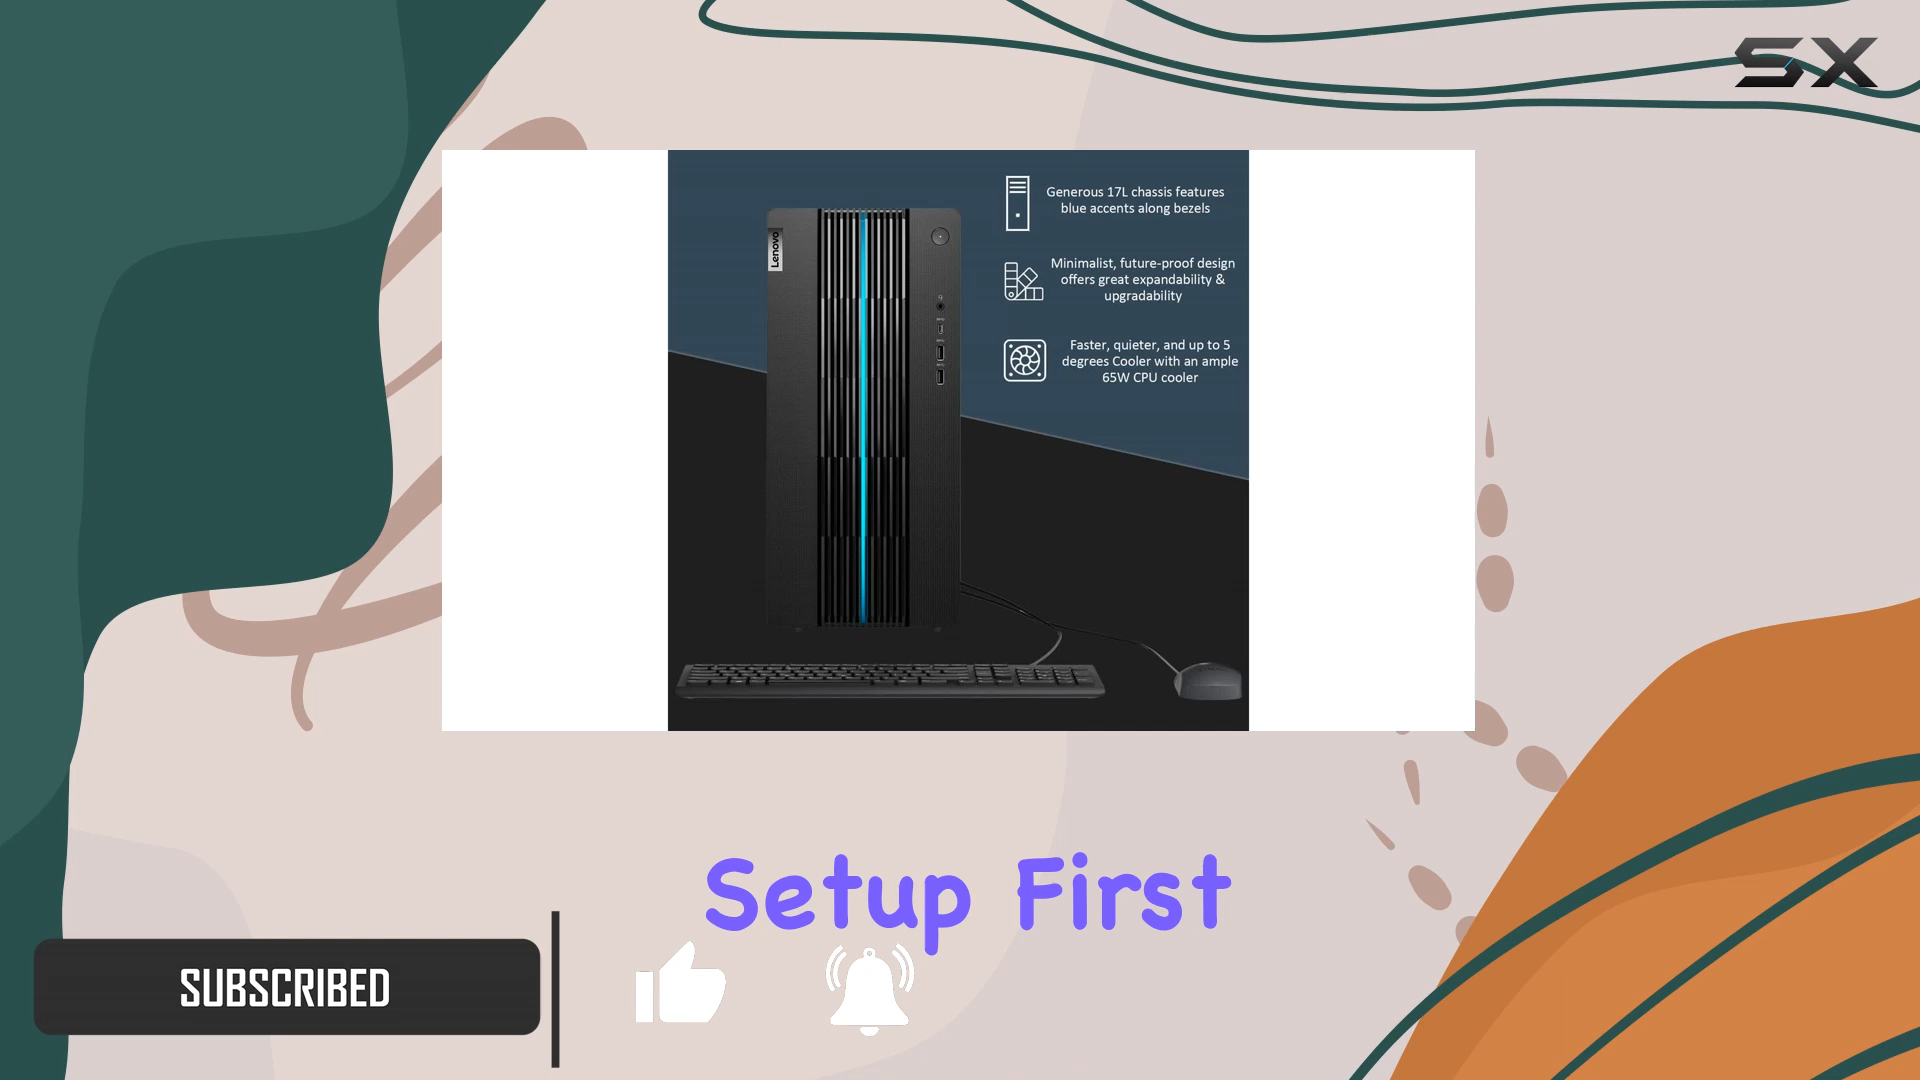 SX
Generous 17L chassis features
blue accents along bezels
Lenovo
Minimalist, future-proof design
offers great expandability &
upgradability
Faster, quieter, and up to 5
degrees Cooler with an ample
65W CPU cooler
Setup First
SUBSCRIBED